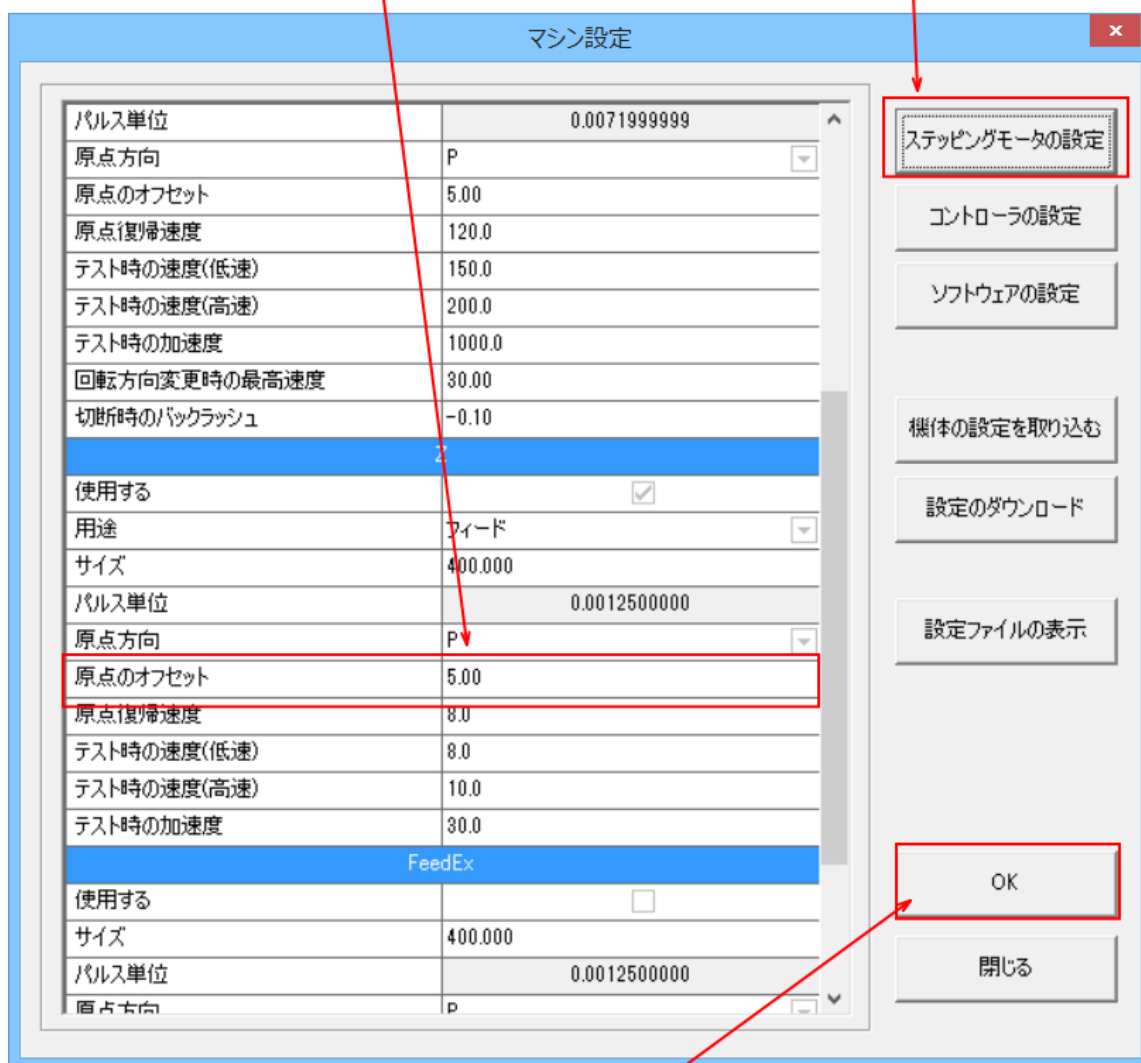 マシン設定
パルス単位 0.0071999999
原点方向 P
原点のオフセット 5.00
原点復帰速度 120.0
テスト時の速度(低速) 150.0
テスト時の速度(高速) 200.0
テスト時の加速度 1000.0
回転方向変更時の最高速度 30.00
切断時のバックラッシュ -0.10
Z
使用する
用途 フィード
サイズ 400.000
パルス単位 0.0012500000
原点方向 P
原点のオフセット 5.00
原点復帰速度 8.0
テスト時の速度(低速) 8.0
テスト時の速度(高速) 10.0
テスト時の加速度 30.0
FeedEx
使用する
サイズ 400.000
パルス単位 0.0012500000
原点方向 P
ステッピングモータの設定
コントローラの設定
ソフトウェアの設定
機体の設定を取り込む
設定のダウンロード
設定ファイルの表示
OK
閉じる